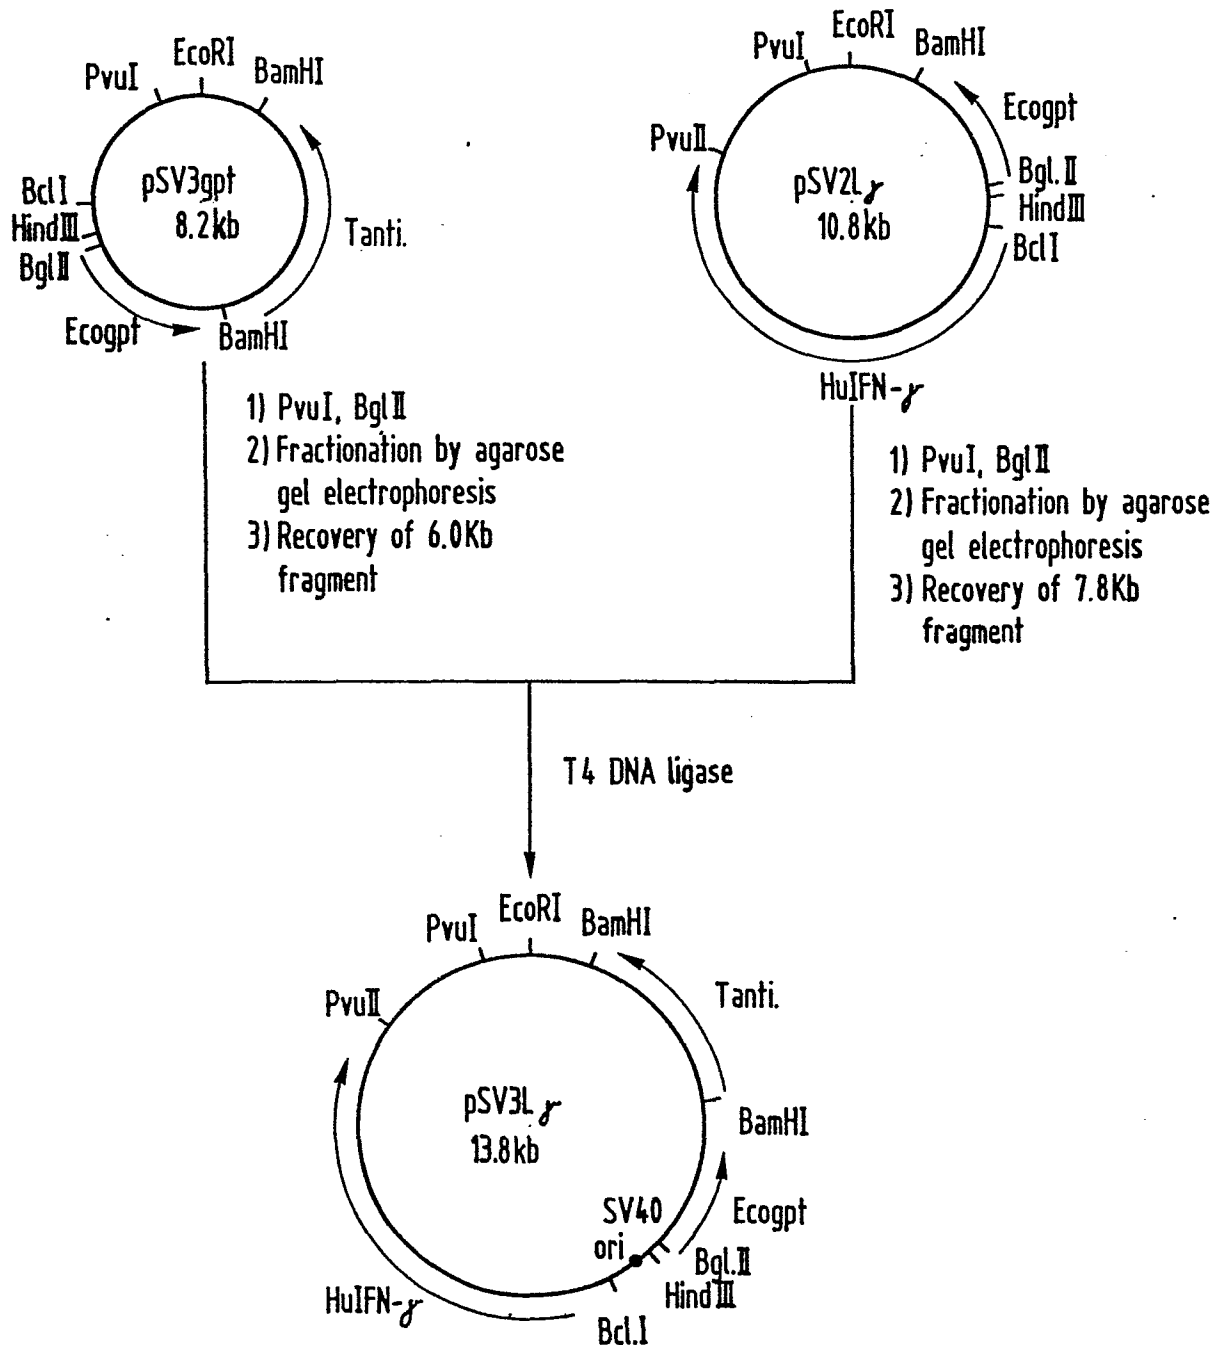 EcoRI
PvuI
BamHI
pSV3gpt
8.2kb
BclI
HindIII
BglII
Tanti.
Ecogpt
BamHI
1) PvuI, BglII
2) Fractionation by agarose
gel electrophoresis
3) Recovery of 6.0Kb
fragment
EcoRI
PvuI
BamHI
PvuII
Ecogpt
pSV2Lγ
10.8kb
Bgl.II
HindIII
BclI
HuIFN-γ
1) PvuI, BglII
2) Fractionation by agarose
gel electrophoresis
3) Recovery of 7.8Kb
fragment
T4 DNA ligase
EcoRI
PvuI
BamHI
PvuII
Tanti.
pSV3Lγ
13.8kb
BamHI
SV40
ori
Ecogpt
Bgl.II
HindIII
HuIFN-γ
Bcl.I